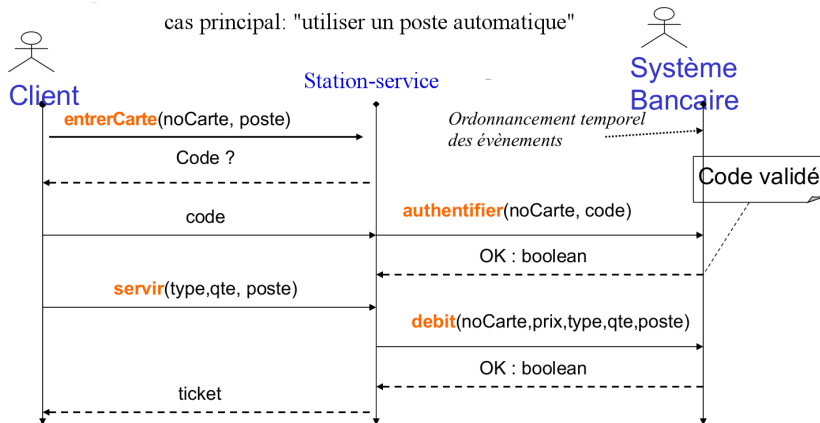 cas principal: "utiliser un poste automatique"
Client
Station-service
Système
Bancaire
entrerCarte(noCarte, poste)
Ordonnancement temporel
des évènements
Code ?
Code validé
code
authentifier(noCarte, code)
OK : boolean
servir(type,qte, poste)
debit(noCarte,prix,type,qte,poste)
OK : boolean
ticket